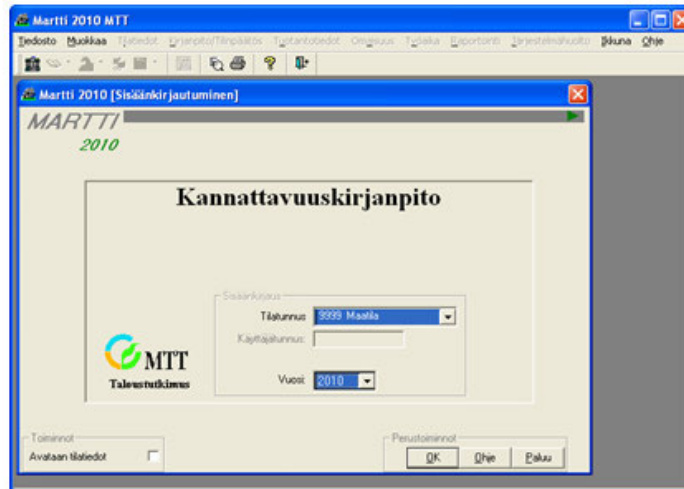 Martti 2010 MTT
Tiedosto Muokkaa Tilatiedot Kirjanpito/Tilinpäätös Tuotantotiedot Omaisuus Työaika Raportointi Järjestelmähuolto Ikkuna Ohje
Martti 2010 [Sisäänkirjautuminen]
MARTTI
2010
Kannattavuuskirjanpito
Sisäänkirjaus
Tilatunnus 9999 Maatila
Käyttäjätunnus:
MTT
Taloustutkimus
Vuosi: 2010
Toiminnot
Avataan tilatiedot
Perustoiminnot
OK Ohje Paluu